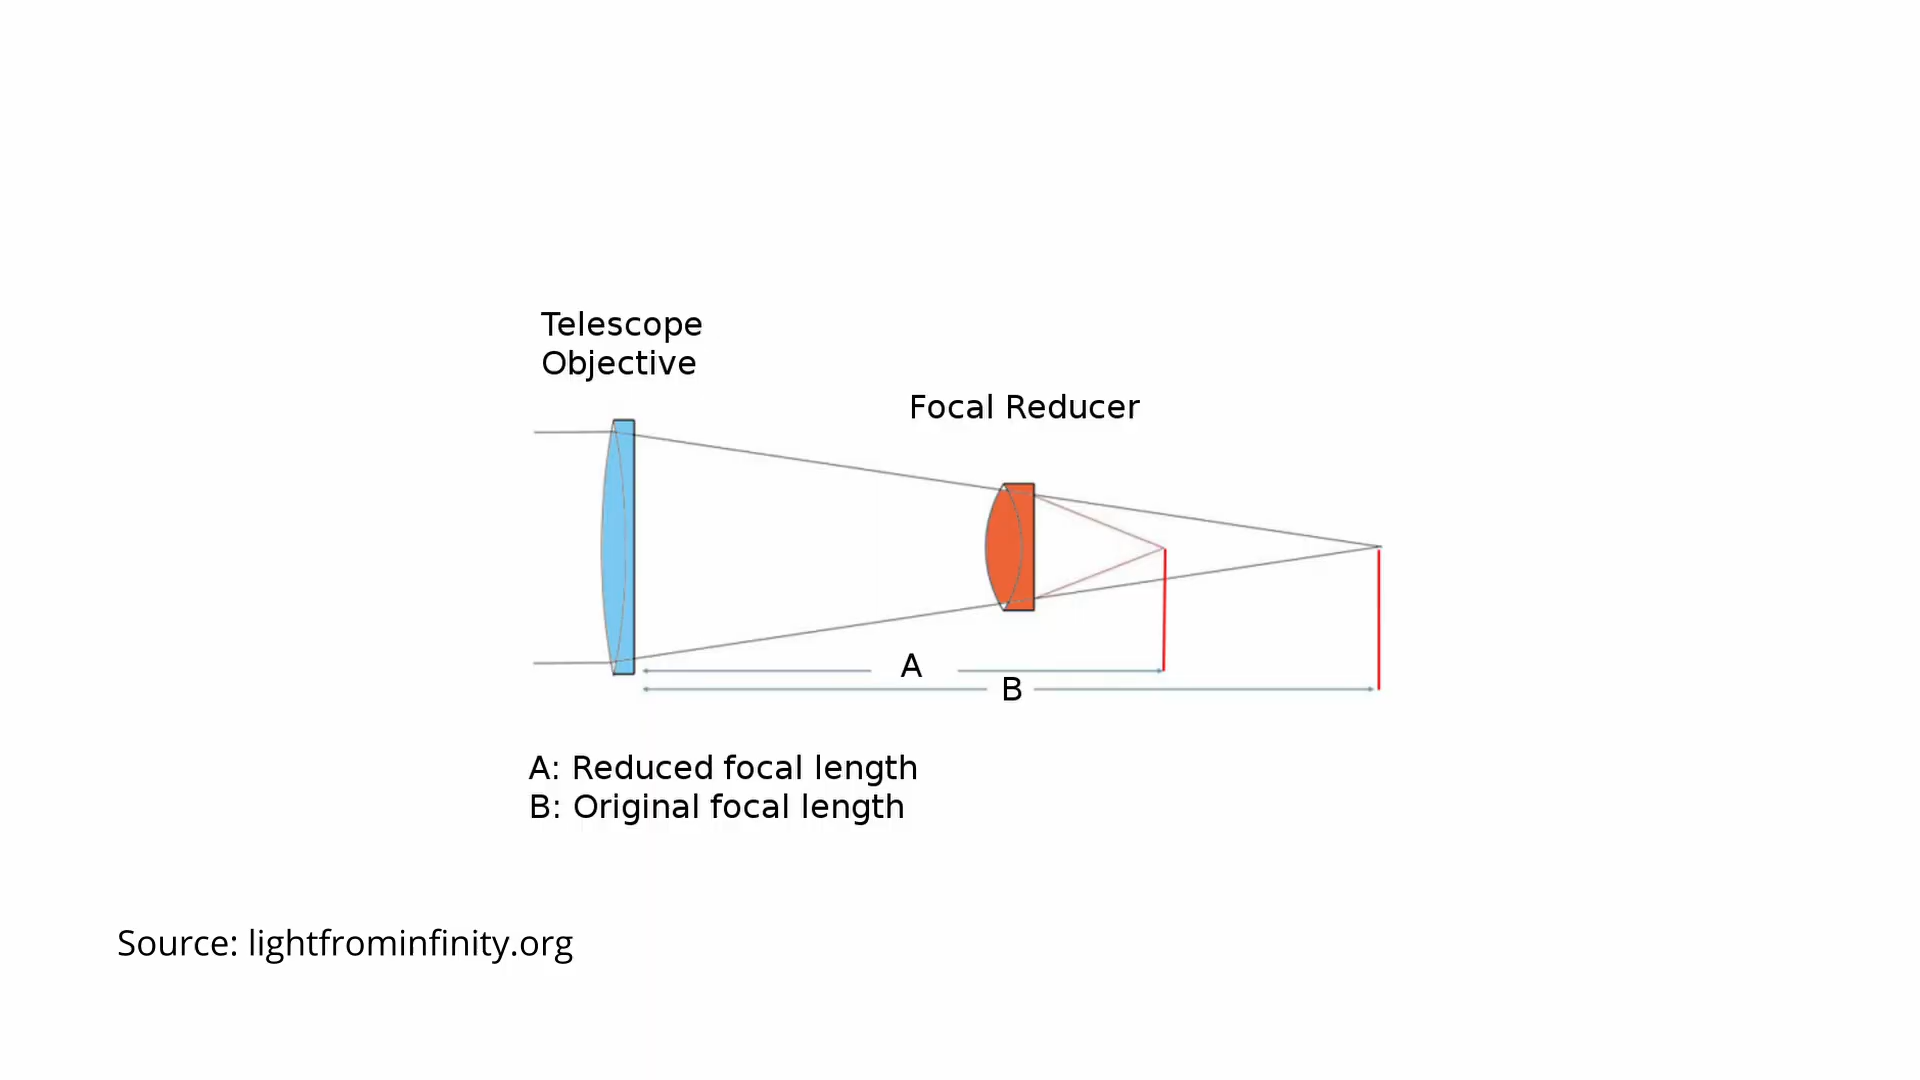 Telescope
Objective
Focal Reducer
A
B
A: Reduced focal length
B: Original focal length
Source: lightfrominfinity.org